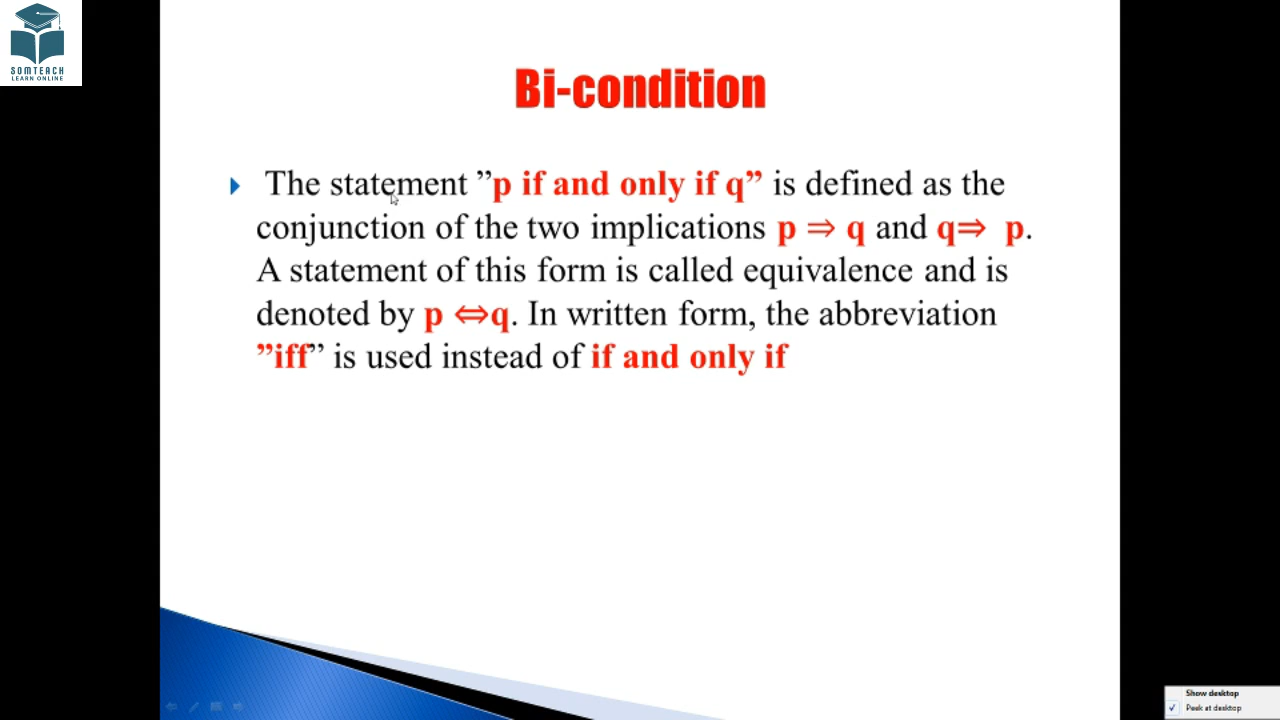 SOMTEACH
LEARN ONLINE
Bi-condition
The statement ”p if and only if q” is defined as the
conjunction of the two implications p ⇒ q and q⇒ p.
A statement of this form is called equivalence and is
denoted by p ⇔q. In written form, the abbreviation
”iff” is used instead of if and only if
Show desktop
Peek at desktop